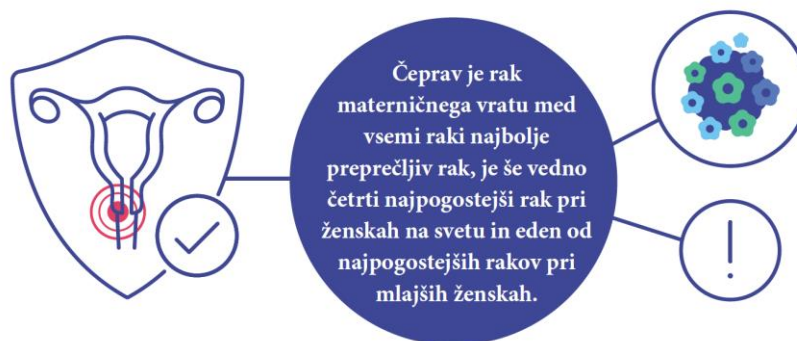 Čeprav je rak
materničnega vratu med
vsemi raki najbolje
preprečljiv rak, je še vedno
četrti najpogostejši rak pri
ženskah na svetu in eden od
najpogostejših rakov pri
mlajših ženskah.